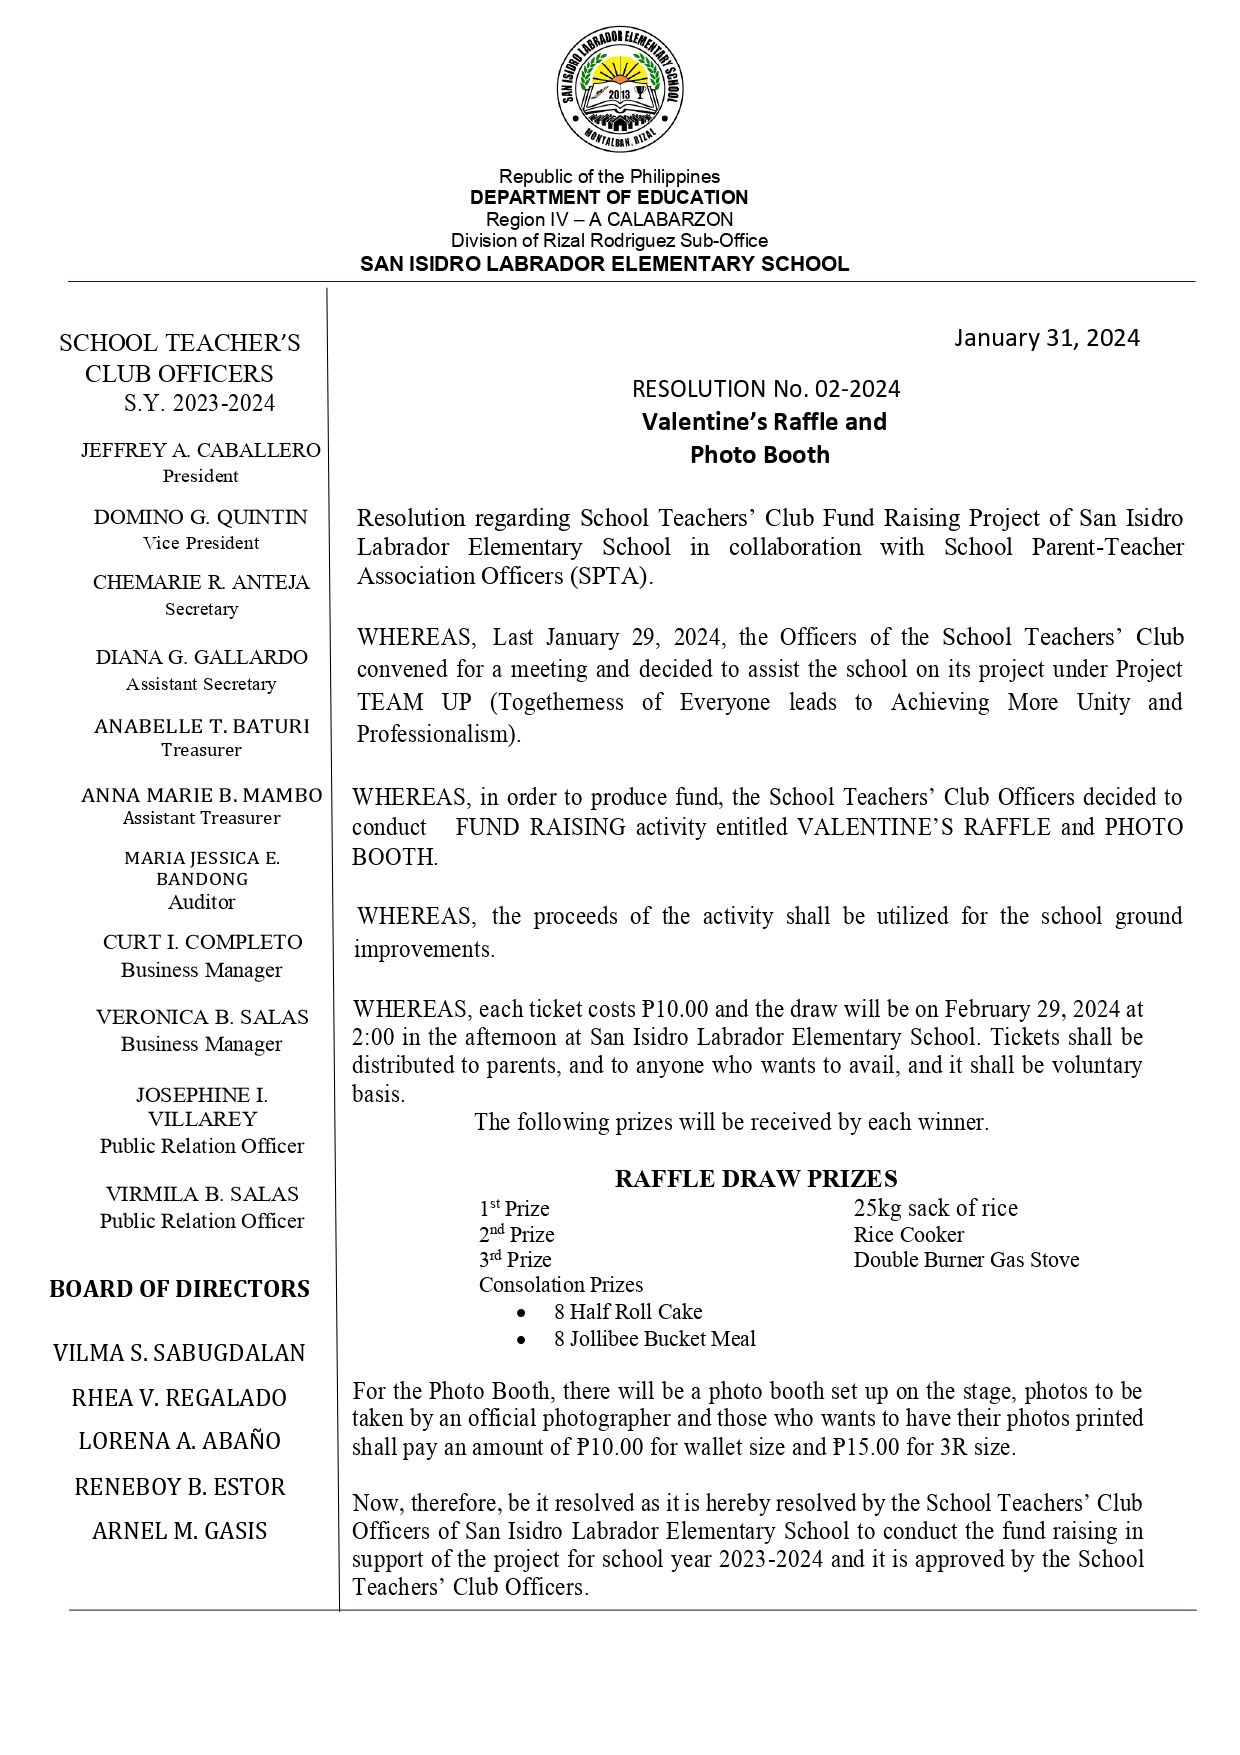 SAN ISIDRO LABRADOR ELEMENTARY SCHOOL
2013
MONTALBAN, RIZAL
Republic of the Philippines
DEPARTMENT OF EDUCATION
Region IV – A CALABARZON
Division of Rizal Rodriguez Sub-Office
SAN ISIDRO LABRADOR ELEMENTARY SCHOOL
SCHOOL TEACHER’S
CLUB OFFICERS
S.Y. 2023-2024
JEFFREY A. CABALLERO
President
DOMINO G. QUINTIN
Vice President
CHEMARIE R. ANTEJA
Secretary
DIANA G. GALLARDO
Assistant Secretary
ANABELLE T. BATURI
Treasurer
ANNA MARIE B. MAMBO
Assistant Treasurer
MARIA JESSICA E.
BANDONG
Auditor
CURT I. COMPLETO
Business Manager
VERONICA B. SALAS
Business Manager
JOSEPHINE I.
VILLAREY
Public Relation Officer
VIRMILA B. SALAS
Public Relation Officer
BOARD OF DIRECTORS
VILMA S. SABUGDALAN
RHEA V. REGALADO
LORENA A. ABAÑO
RENEBOY B. ESTOR
ARNEL M. GASIS
January 31, 2024
RESOLUTION No. 02-2024
Valentine’s Raffle and
Photo Booth
Resolution regarding School Teachers’ Club Fund Raising Project of San Isidro
Labrador Elementary School in collaboration with School Parent-Teacher
Association Officers (SPTA).
WHEREAS, Last January 29, 2024, the Officers of the School Teachers’ Club
convened for a meeting and decided to assist the school on its project under Project
TEAM UP (Togetherness of Everyone leads to Achieving More Unity and
Professionalism).
WHEREAS, in order to produce fund, the School Teachers’ Club Officers decided to
conduct FUND RAISING activity entitled VALENTINE’S RAFFLE and PHOTO
BOOTH.
WHEREAS, the proceeds of the activity shall be utilized for the school ground
improvements.
WHEREAS, each ticket costs ₱10.00 and the draw will be on February 29, 2024 at
2:00 in the afternoon at San Isidro Labrador Elementary School. Tickets shall be
distributed to parents, and to anyone who wants to avail, and it shall be voluntary
basis.
The following prizes will be received by each winner.
RAFFLE DRAW PRIZES
1st Prize 25kg sack of rice
2nd Prize Rice Cooker
3rd Prize Double Burner Gas Stove
Consolation Prizes
• 8 Half Roll Cake
• 8 Jollibee Bucket Meal
For the Photo Booth, there will be a photo booth set up on the stage, photos to be
taken by an official photographer and those who wants to have their photos printed
shall pay an amount of ₱10.00 for wallet size and ₱15.00 for 3R size.
Now, therefore, be it resolved as it is hereby resolved by the School Teachers’ Club
Officers of San Isidro Labrador Elementary School to conduct the fund raising in
support of the project for school year 2023-2024 and it is approved by the School
Teachers’ Club Officers.